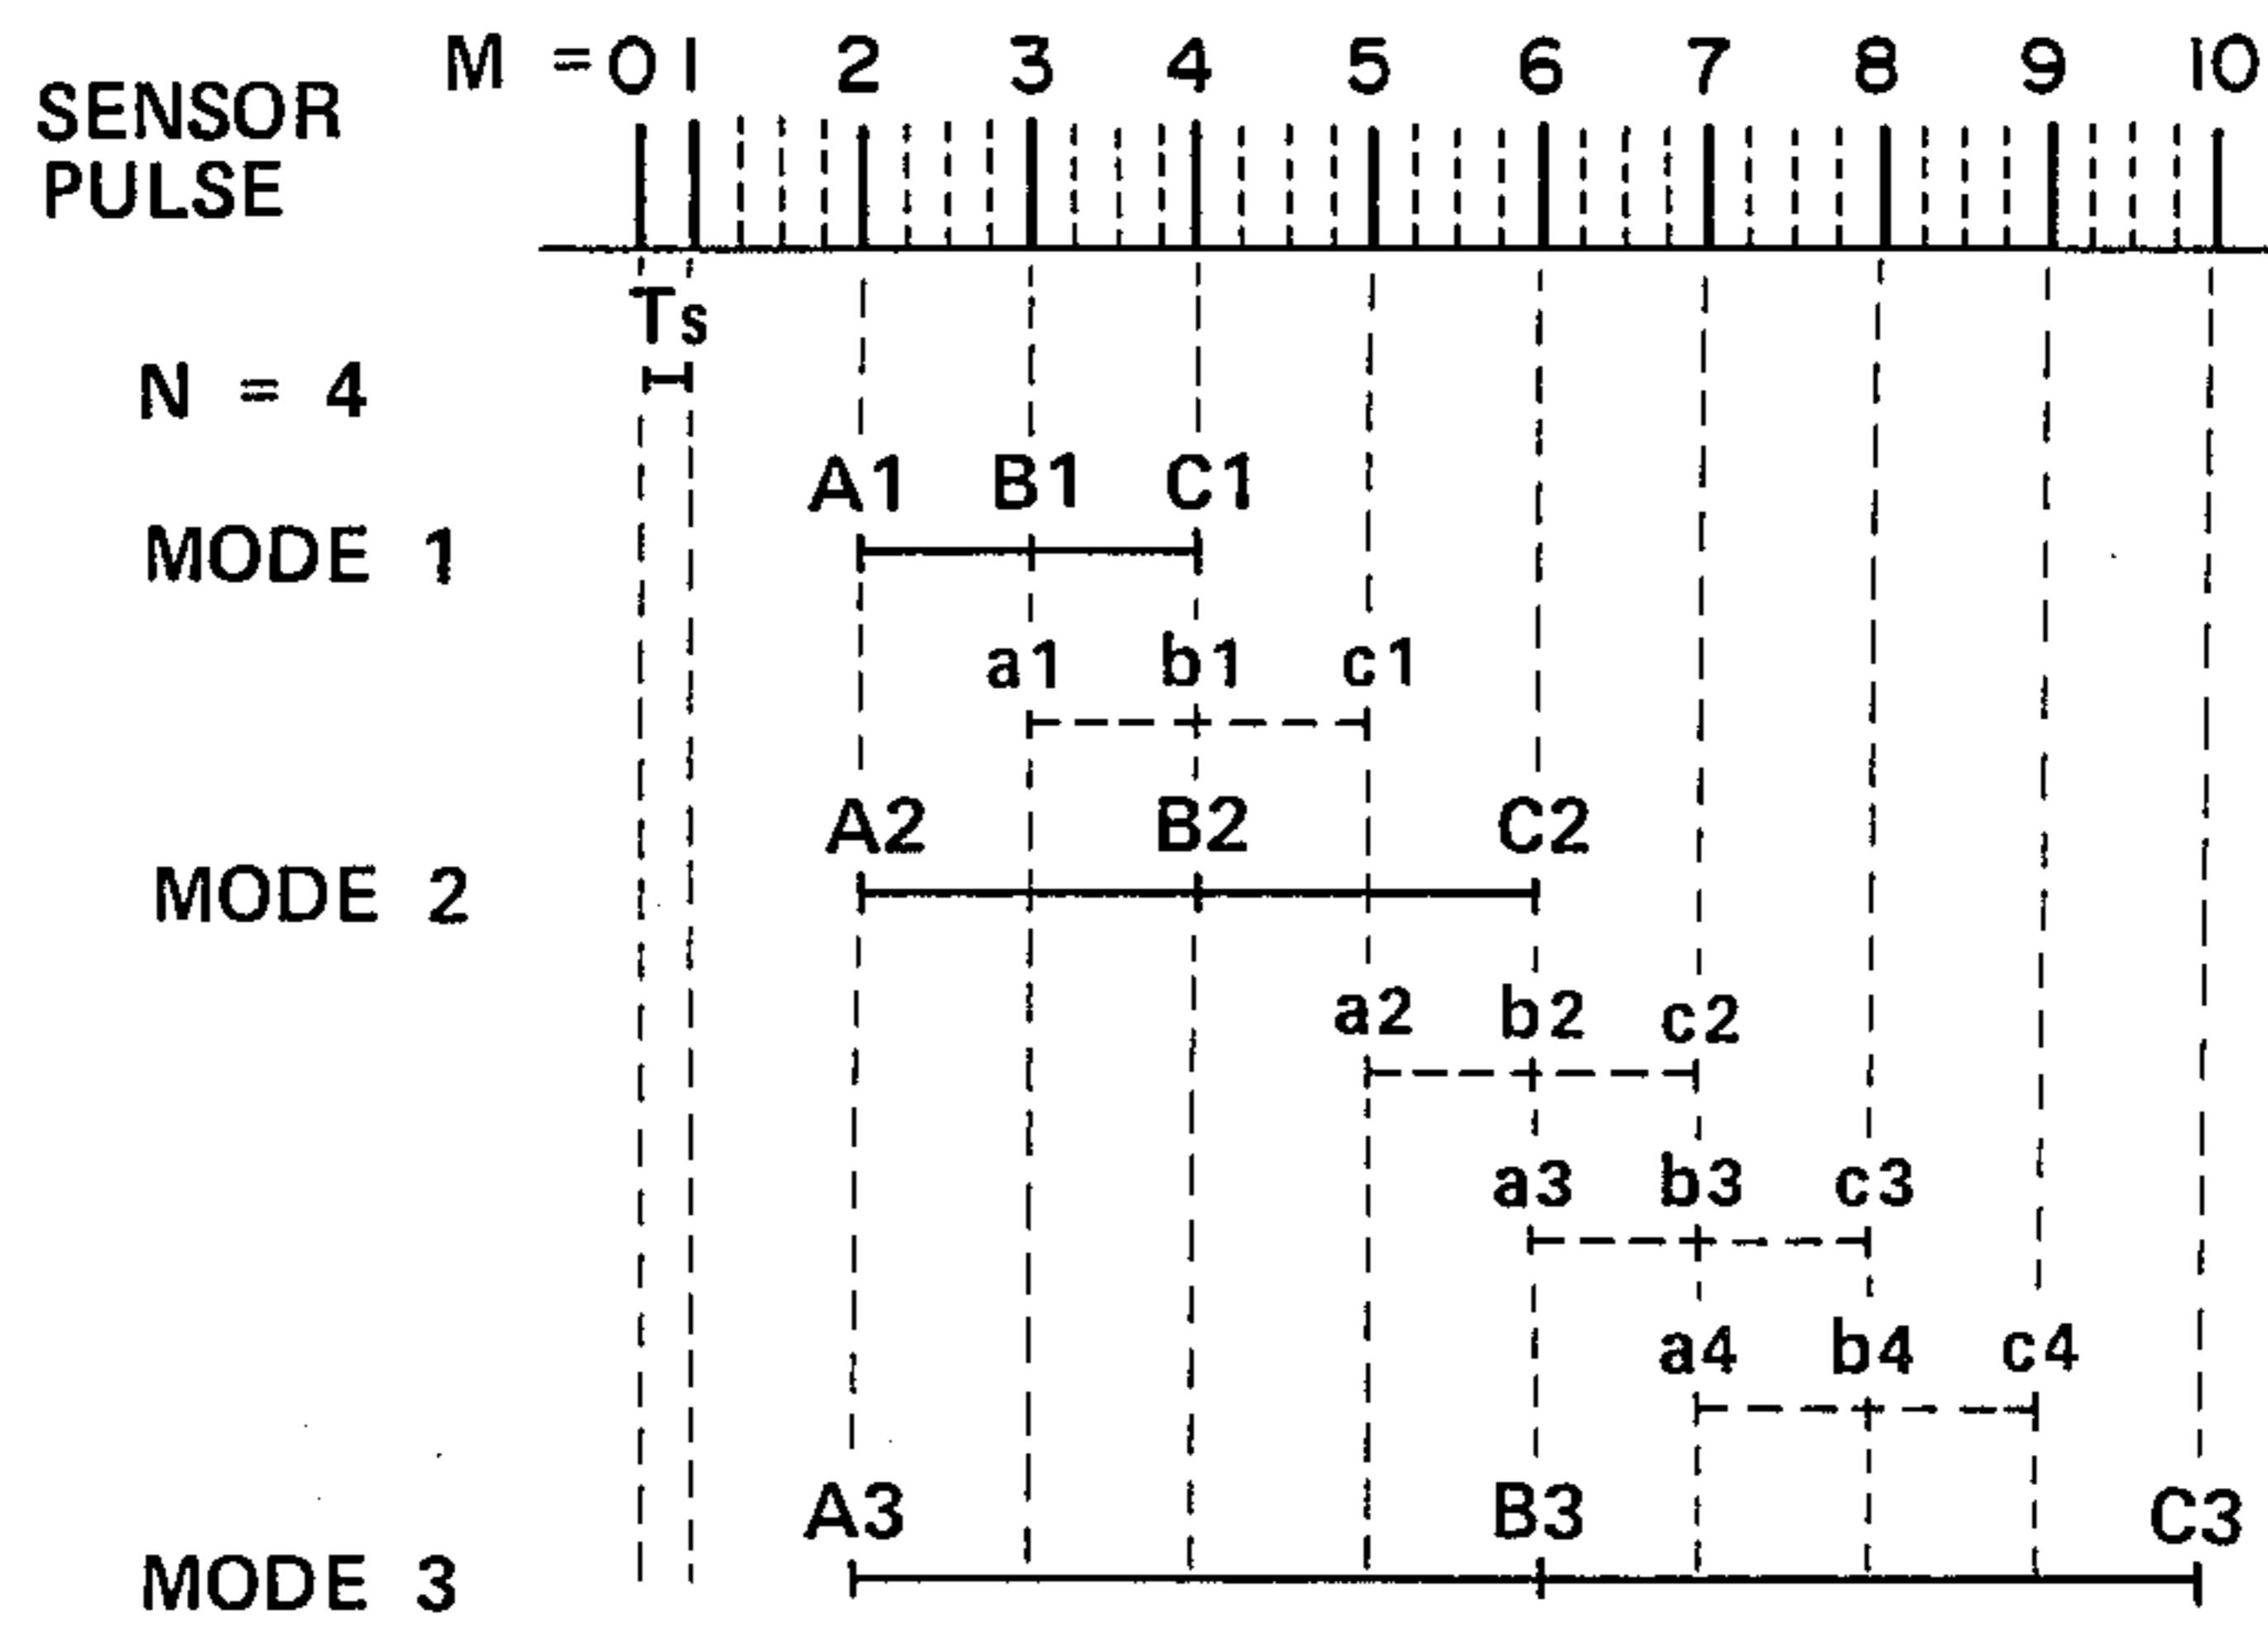 M = 0 1 2 3 4 5 6 7 8 9 10
SENSOR
PULSE
Ts
N = 4
A1 B1 C1
MODE 1
a1 b1 c1
A2 B2 C2
MODE 2
a2 b2 c2
a3 b3 c3
a4 b4 c4
A3 B3 C3
MODE 3